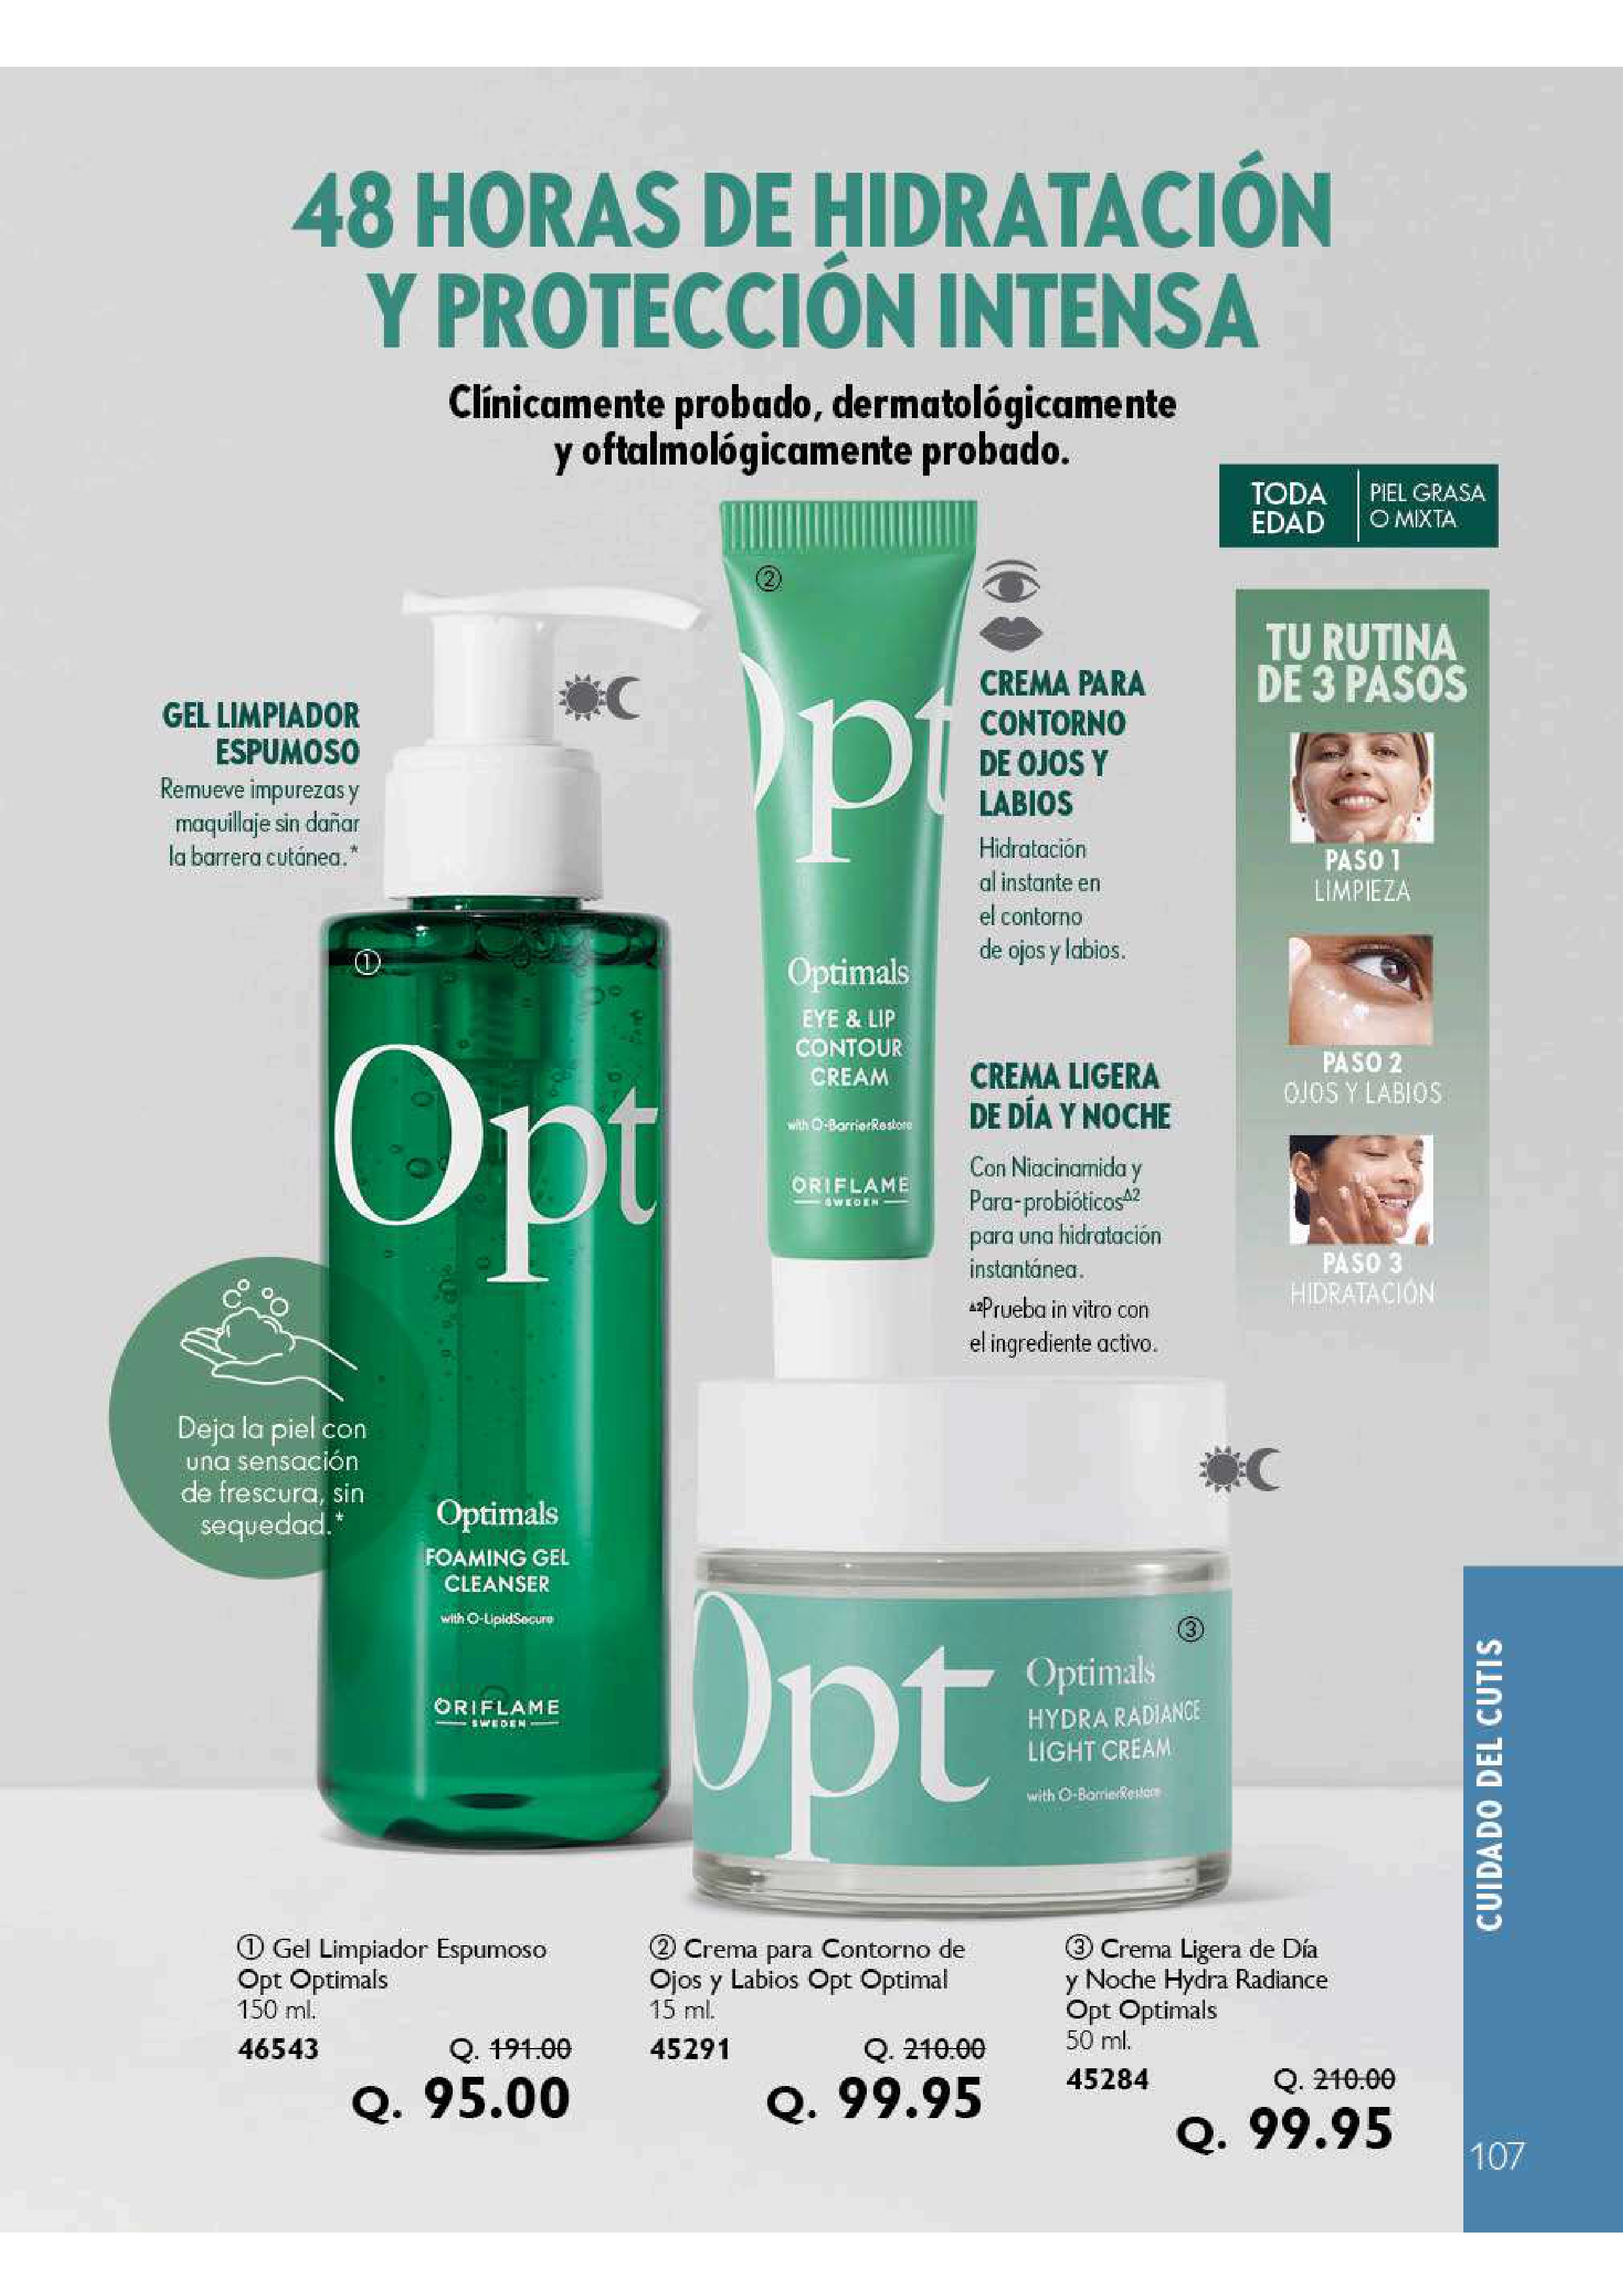 48 HORAS DE HIDRATACIÓN
Y PROTECCIÓN INTENSA
Clínicamente probado, dermatológicamente
y oftalmológicamente probado.
TODA
EDAD
PIEL GRASA
O MIXTA
GEL LIMPIADOR
ESPUMOSO
Remueve impurezas y
maquillaje sin dañar
la barrera cutánea.*
①
Opt
Optimals
FOAMING GEL
CLEANSER
with O-LipidSecure
ORIFLAME
SWEDEN
Deja la piel con
una sensación
de frescura, sin
sequedad.*
②
Opt
Optimals
EYE & LIP
CONTOUR
CREAM
with O-BarrierRestore
ORIFLAME
SWEDEN
CREMA PARA
CONTORNO
DE OJOS Y
LABIOS
Hidratación
al instante en
el contorno
de ojos y labios.
CREMA LIGERA
DE DÍA Y NOCHE
Con Niacinamida y
Para-probióticosᐃ2
para una hidratación
instantánea.
ᐃ2Prueba in vitro con
el ingrediente activo.
TU RUTINA
DE 3 PASOS
PASO 1
LIMPIEZA
PASO 2
OJOS Y LABIOS
PASO 3
HIDRATACIÓN
③
Opt
Optimals
HYDRA RADIANCE
LIGHT CREAM
with O-BarrierRestore
① Gel Limpiador Espumoso
Opt Optimals
150 ml.
46543 Q. 191.00
Q. 95.00
② Crema para Contorno de
Ojos y Labios Opt Optimal
15 ml.
45291 Q. 210.00
Q. 99.95
③ Crema Ligera de Día
y Noche Hydra Radiance
Opt Optimals
50 ml.
45284 Q. 210.00
Q. 99.95
CUIDADO DEL CUTIS
107